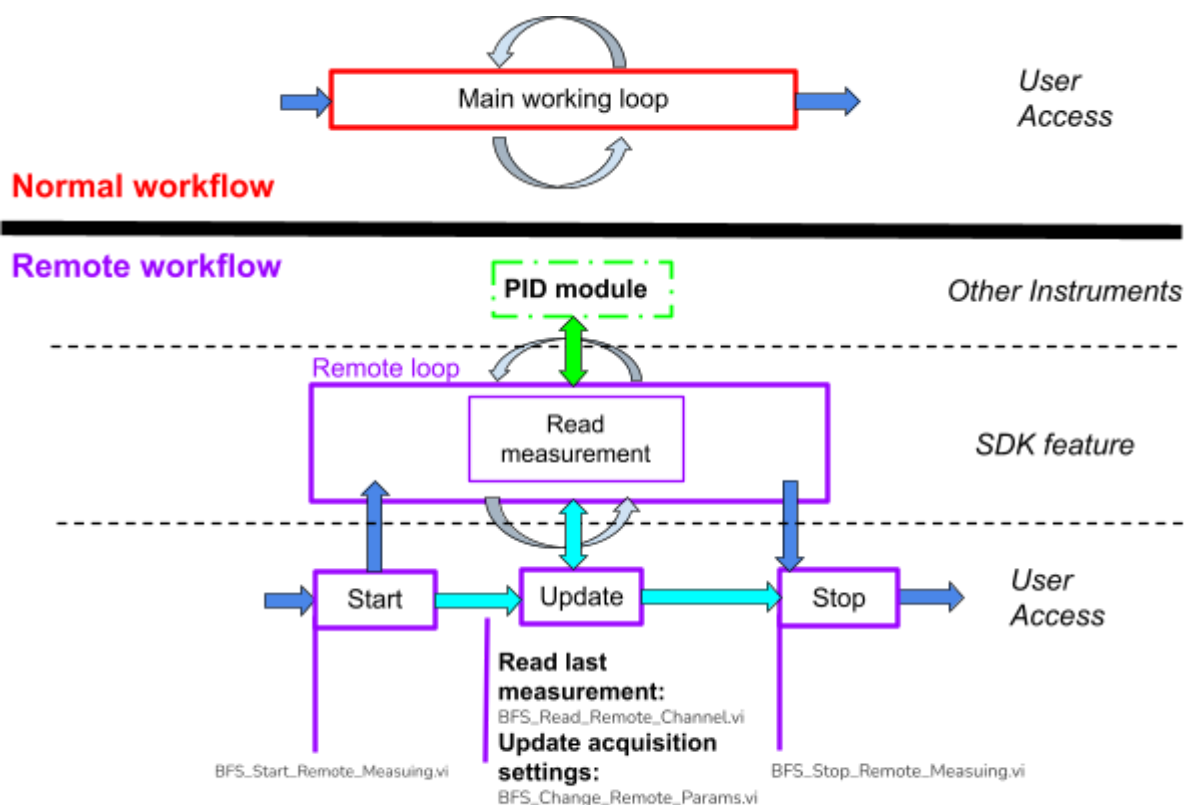 Main working loop
User
Access
Normal workflow
Remote workflow
PID module
Other Instruments
Remote loop
Read
measurement
SDK feature
Start
Update
Stop
User
Access
Read last
measurement:
BFS_Read_Remote_Channel.vi
Update acquisition
settings:
BFS_Change_Remote_Params.vi
BFS_Start_Remote_Measuing.vi
BFS_Stop_Remote_Measuing.vi